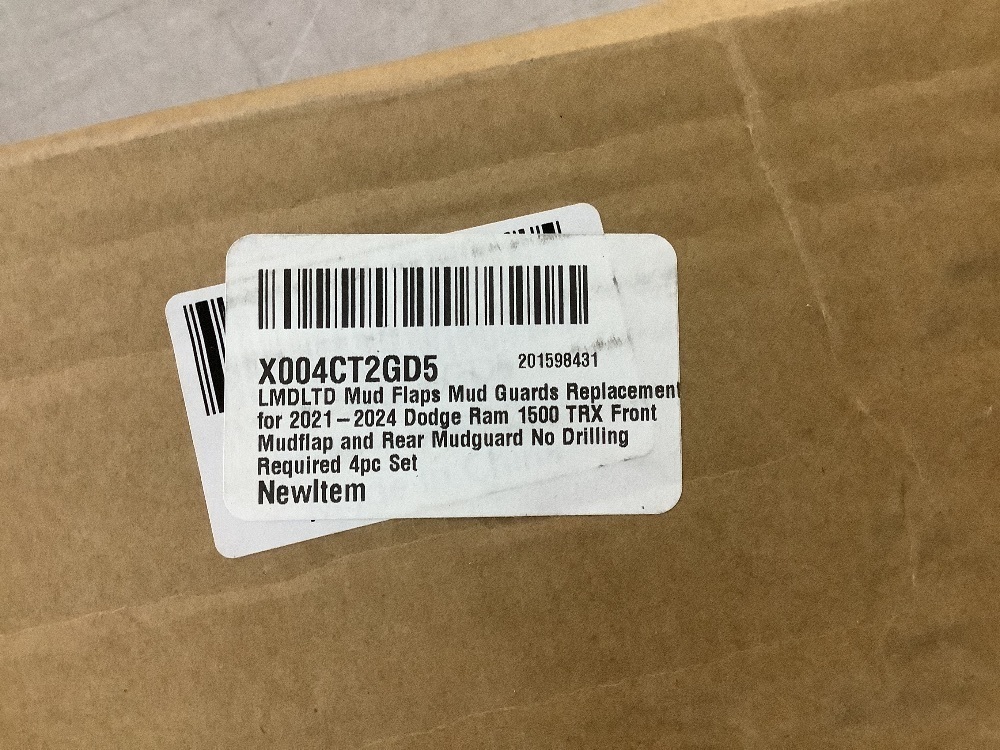 X004CT2GD5 201598431
LMDLTD Mud Flaps Mud Guards Replacement
for 2021-2024 Dodge Ram 1500 TRX Front
Mudflap and Rear Mudguard No Drilling
Required 4pc Set
NewItem